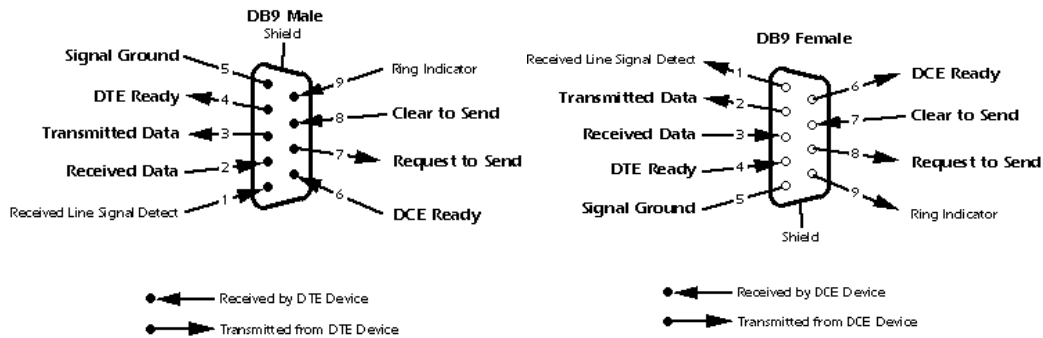 DB9 Male
Shield
Signal Ground
5
9
Ring Indicator
DTE Ready
4
8
Clear to Send
Transmitted Data
3
7
Request to Send
Received Data
2
6
DCE Ready
Received Line Signal Detect
1
Received by DTE Device
Transmitted from DTE Device
DB9 Female
Received Line Signal Detect
1
6
DCE Ready
Transmitted Data
2
7
Clear to Send
Received Data
3
8
Request to Send
DTE Ready
4
9
Ring Indicator
Signal Ground
5
Shield
Received by DCE Device
Transmitted from DCE Device